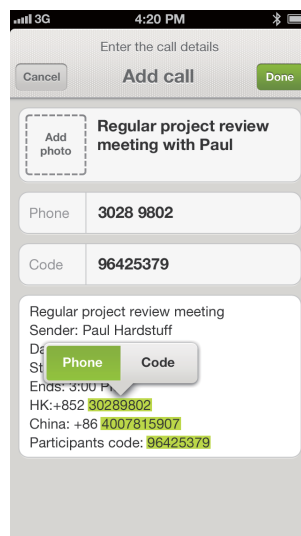 3G 4:20 PM
Enter the call details
Cancel Add call Done
Add photo
Regular project review meeting with Paul
Phone 3028 9802
Code 96425379
Regular project review meeting
Sender: Paul Hardstuff
Phone Code
Ends: 3:00
HK:+852 30289802
China: +86 4007815907
Participants code: 96425379